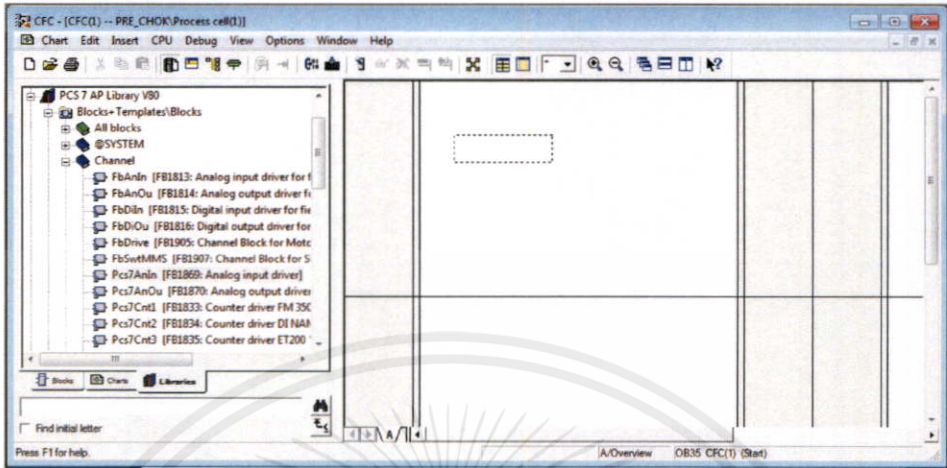 CFC - [CFC(1) -- PRE_CHOK\Process cell(1)]
Chart Edit Insert CPU Debug View Options Window Help
PCS 7 AP Library V80
Blocks+Templates\Blocks
All blocks
@SYSTEM
Channel
FbAnIn [FB1813: Analog input driver for f
FbAnOu [FB1814: Analog output driver fo
FbDiIn [FB1815: Digital input driver for fie
FbDiOu [FB1816: Digital output driver for
FbDrive [FB1905: Channel Block for Moto
FbSwtMMS [FB1907: Channel Block for S
Pcs7AnIn [FB1869: Analog input driver]
Pcs7AnOu [FB1870: Analog output driver
Pcs7Cnt1 [FB1833: Counter driver FM 350
Pcs7Cnt2 [FB1834: Counter driver DI NAM
Pcs7Cnt3 [FB1835: Counter driver ET200
Blocks Charts Libraries
Find initial letter
A
Press F1 for help.
A/Overview OB35 CFC(1) (Start)